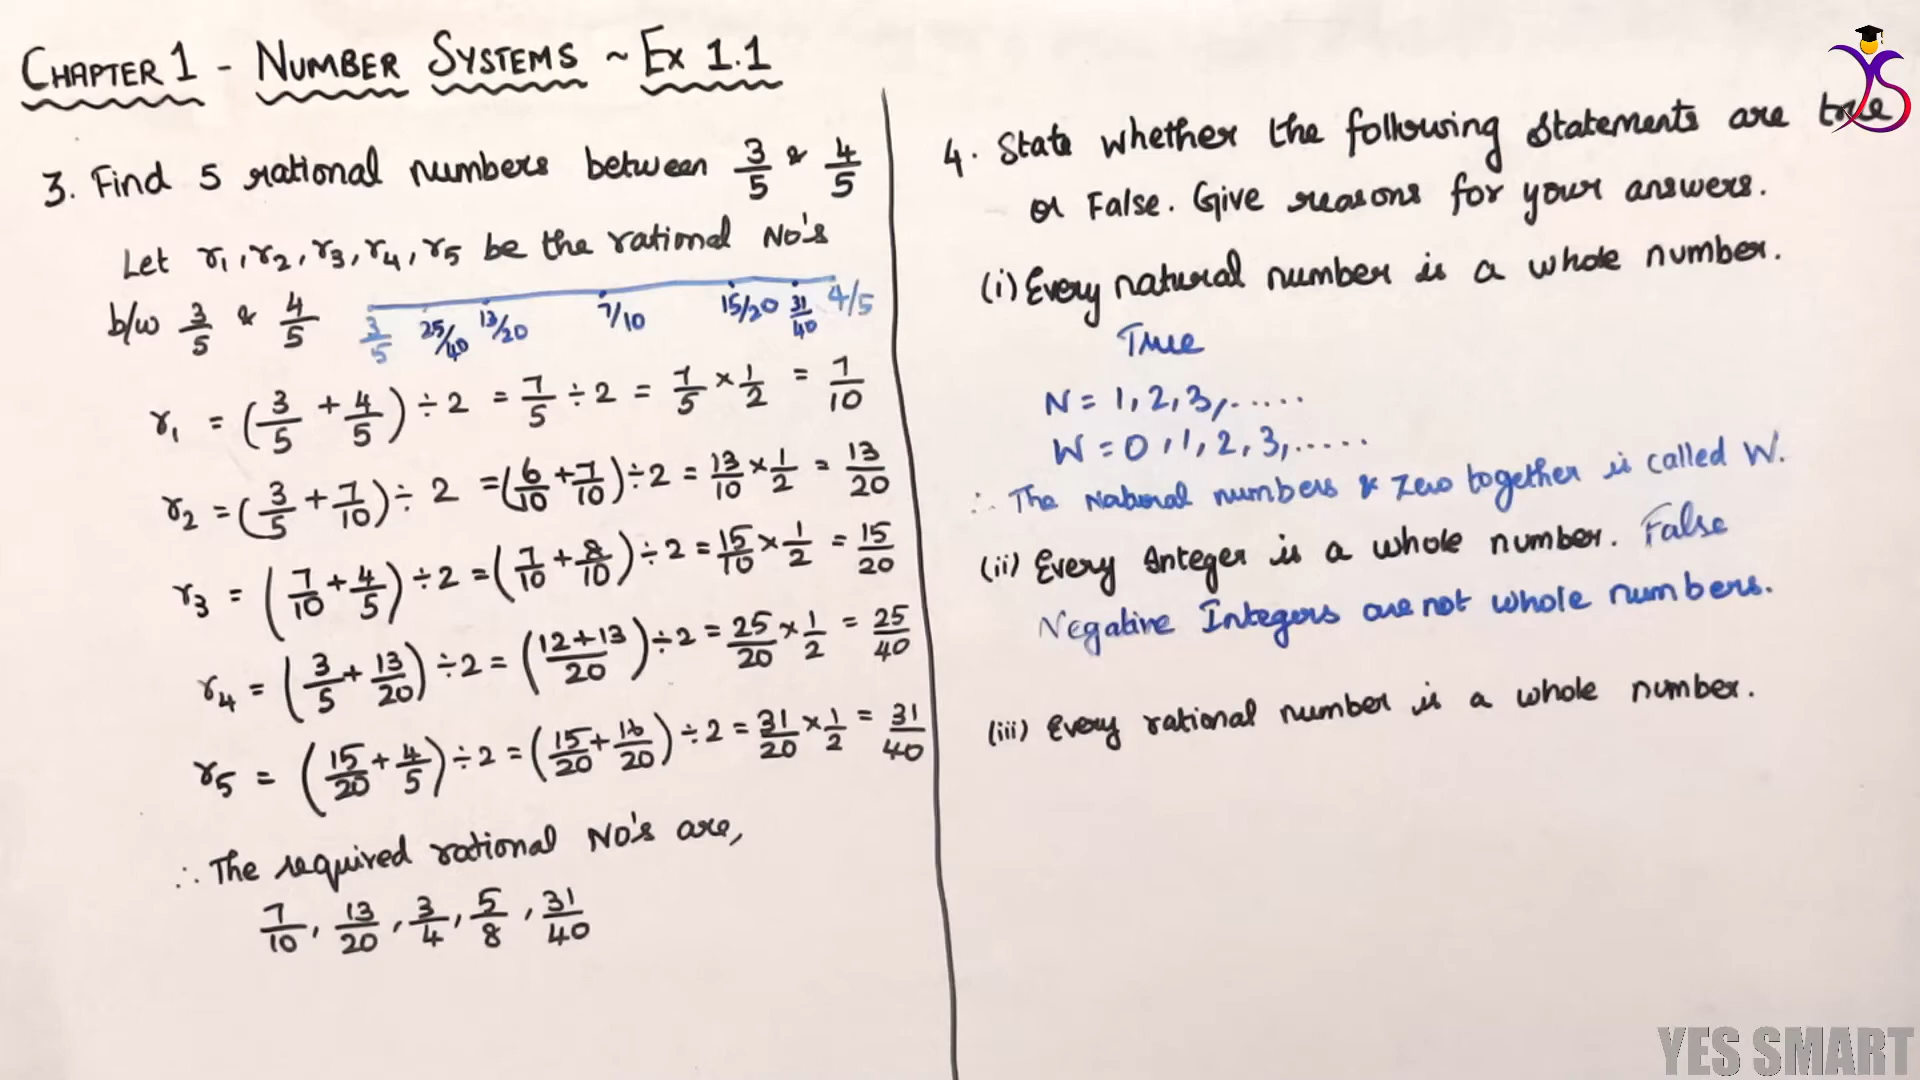 CHAPTER 1 - NUMBER SYSTEMS ~ EX 1.1
3. Find 5 rational numbers between 3/5 & 4/5
Let r₁, r₂, r₃, r₄, r₅ be the rational NO's
b/w 3/5 & 4/5
3/5 25/40 13/20 7/10 15/20 31/40 4/5
r₁ = (3/5 + 4/5) ÷ 2 = 7/5 ÷ 2 = 7/5 × 1/2 = 7/10
r₂ = (3/5 + 7/10) ÷ 2 = (6/10 + 7/10) ÷ 2 = 13/10 × 1/2 = 13/20
r₃ = (7/10 + 4/5) ÷ 2 = (7/10 + 8/10) ÷ 2 = 15/10 × 1/2 = 15/20
r₄ = (3/5 + 13/20) ÷ 2 = (12+13/20) ÷ 2 = 25/20 × 1/2 = 25/40
r₅ = (15/20 + 4/5) ÷ 2 = (15/20 + 16/20) ÷ 2 = 31/20 × 1/2 = 31/40
∴ The required rational NO's are,
7/10, 13/20, 3/4, 5/8, 31/40
4. State whether the following statements are true
or False. Give reasons for your answers.
(i) Every natural number is a whole number.
True
N = 1, 2, 3, .....
W = 0, 1, 2, 3, .....
∴ The Natural numbers & Zero together is called W.
(ii) Every Integer is a whole number. False
Negative Integers are not whole numbers.
(iii) Every rational number is a whole number.
YS
YES SMART